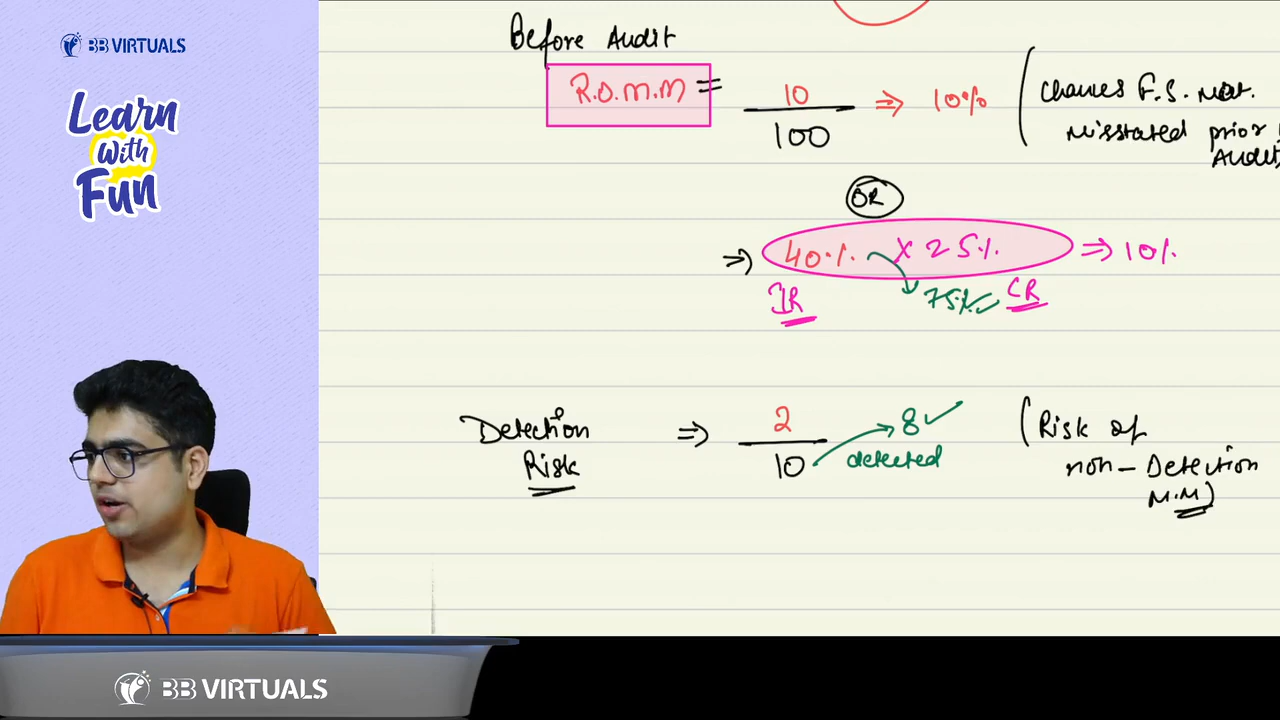 BB VIRTUALS
Learn
With
Fun
Before Audit
R.O.M.M = 10/100 ⇒ 10% (Chances F.S. Mat.
Misstated prior
Audit
OR
⇒ 40% × 25% ⇒ 10%
IR 75% ✓ CR
Detection Risk ⇒ 2/10 → 8 ✓ detected (Risk of
non-Detection
M.M)
BB VIRTUALS